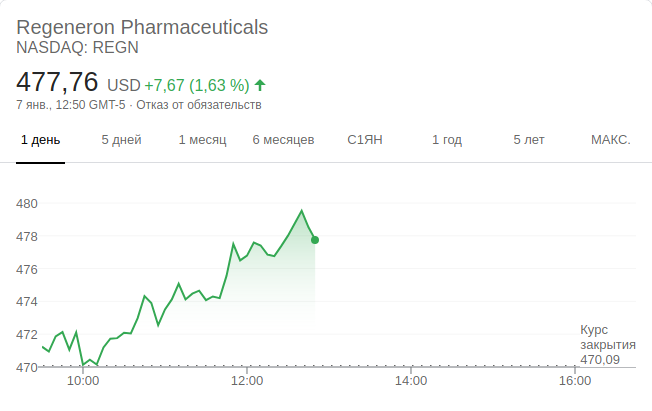 Regeneron Pharmaceuticals
NASDAQ: REGN
477,76 USD +7,67 (1,63 %)
7 янв., 12:50 GMT-5 · Отказ от обязательств
1 день 5 дней 1 месяц 6 месяцев С1ЯН 1 год 5 лет МАКС.
480
478
476
474
472
470
Курс
закрытия
470,09
10:00 12:00 14:00 16:00